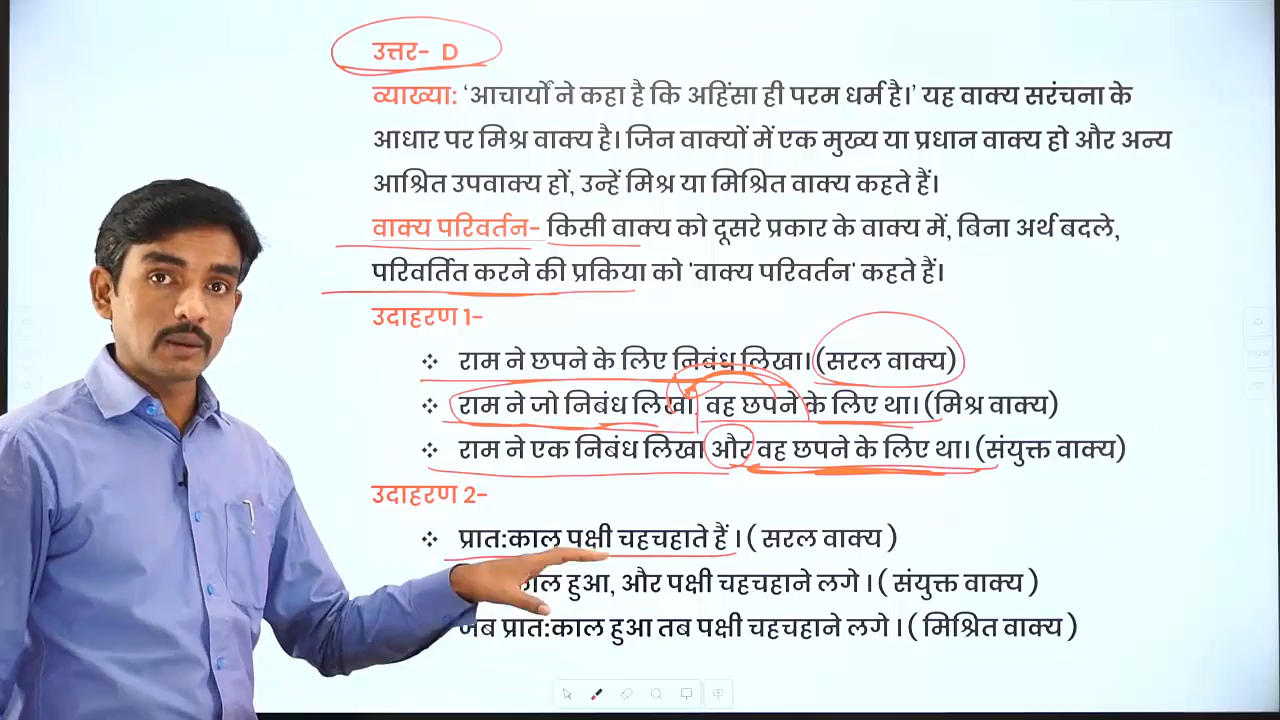 उत्तर- D
व्याख्या: 'आचार्यों ने कहा है कि अहिंसा ही परम धर्म है।' यह वाक्य सरंचना के
आधार पर मिश्र वाक्य है। जिन वाक्यों में एक मुख्य या प्रधान वाक्य हो और अन्य
आश्रित उपवाक्य हों, उन्हें मिश्र या मिश्रित वाक्य कहते हैं।
वाक्य परिवर्तन- किसी वाक्य को दूसरे प्रकार के वाक्य में, बिना अर्थ बदले,
परिवर्तित करने की प्रकिया को 'वाक्य परिवर्तन' कहते हैं।
उदाहरण 1-
❖ राम ने छपने के लिए निबंध लिखा। (सरल वाक्य)
❖ राम ने जो निबंध लिखा, वह छपने के लिए था। (मिश्र वाक्य)
❖ राम ने एक निबंध लिखा और वह छपने के लिए था। (संयुक्त वाक्य)
उदाहरण 2-
❖ प्रात:काल पक्षी चहचहाते हैं । ( सरल वाक्य )
हुआ, और पक्षी चहचहाने लगे । ( संयुक्त वाक्य )
जब प्रात:काल हुआ तब पक्षी चहचहाने लगे । ( मिश्रित वाक्य )